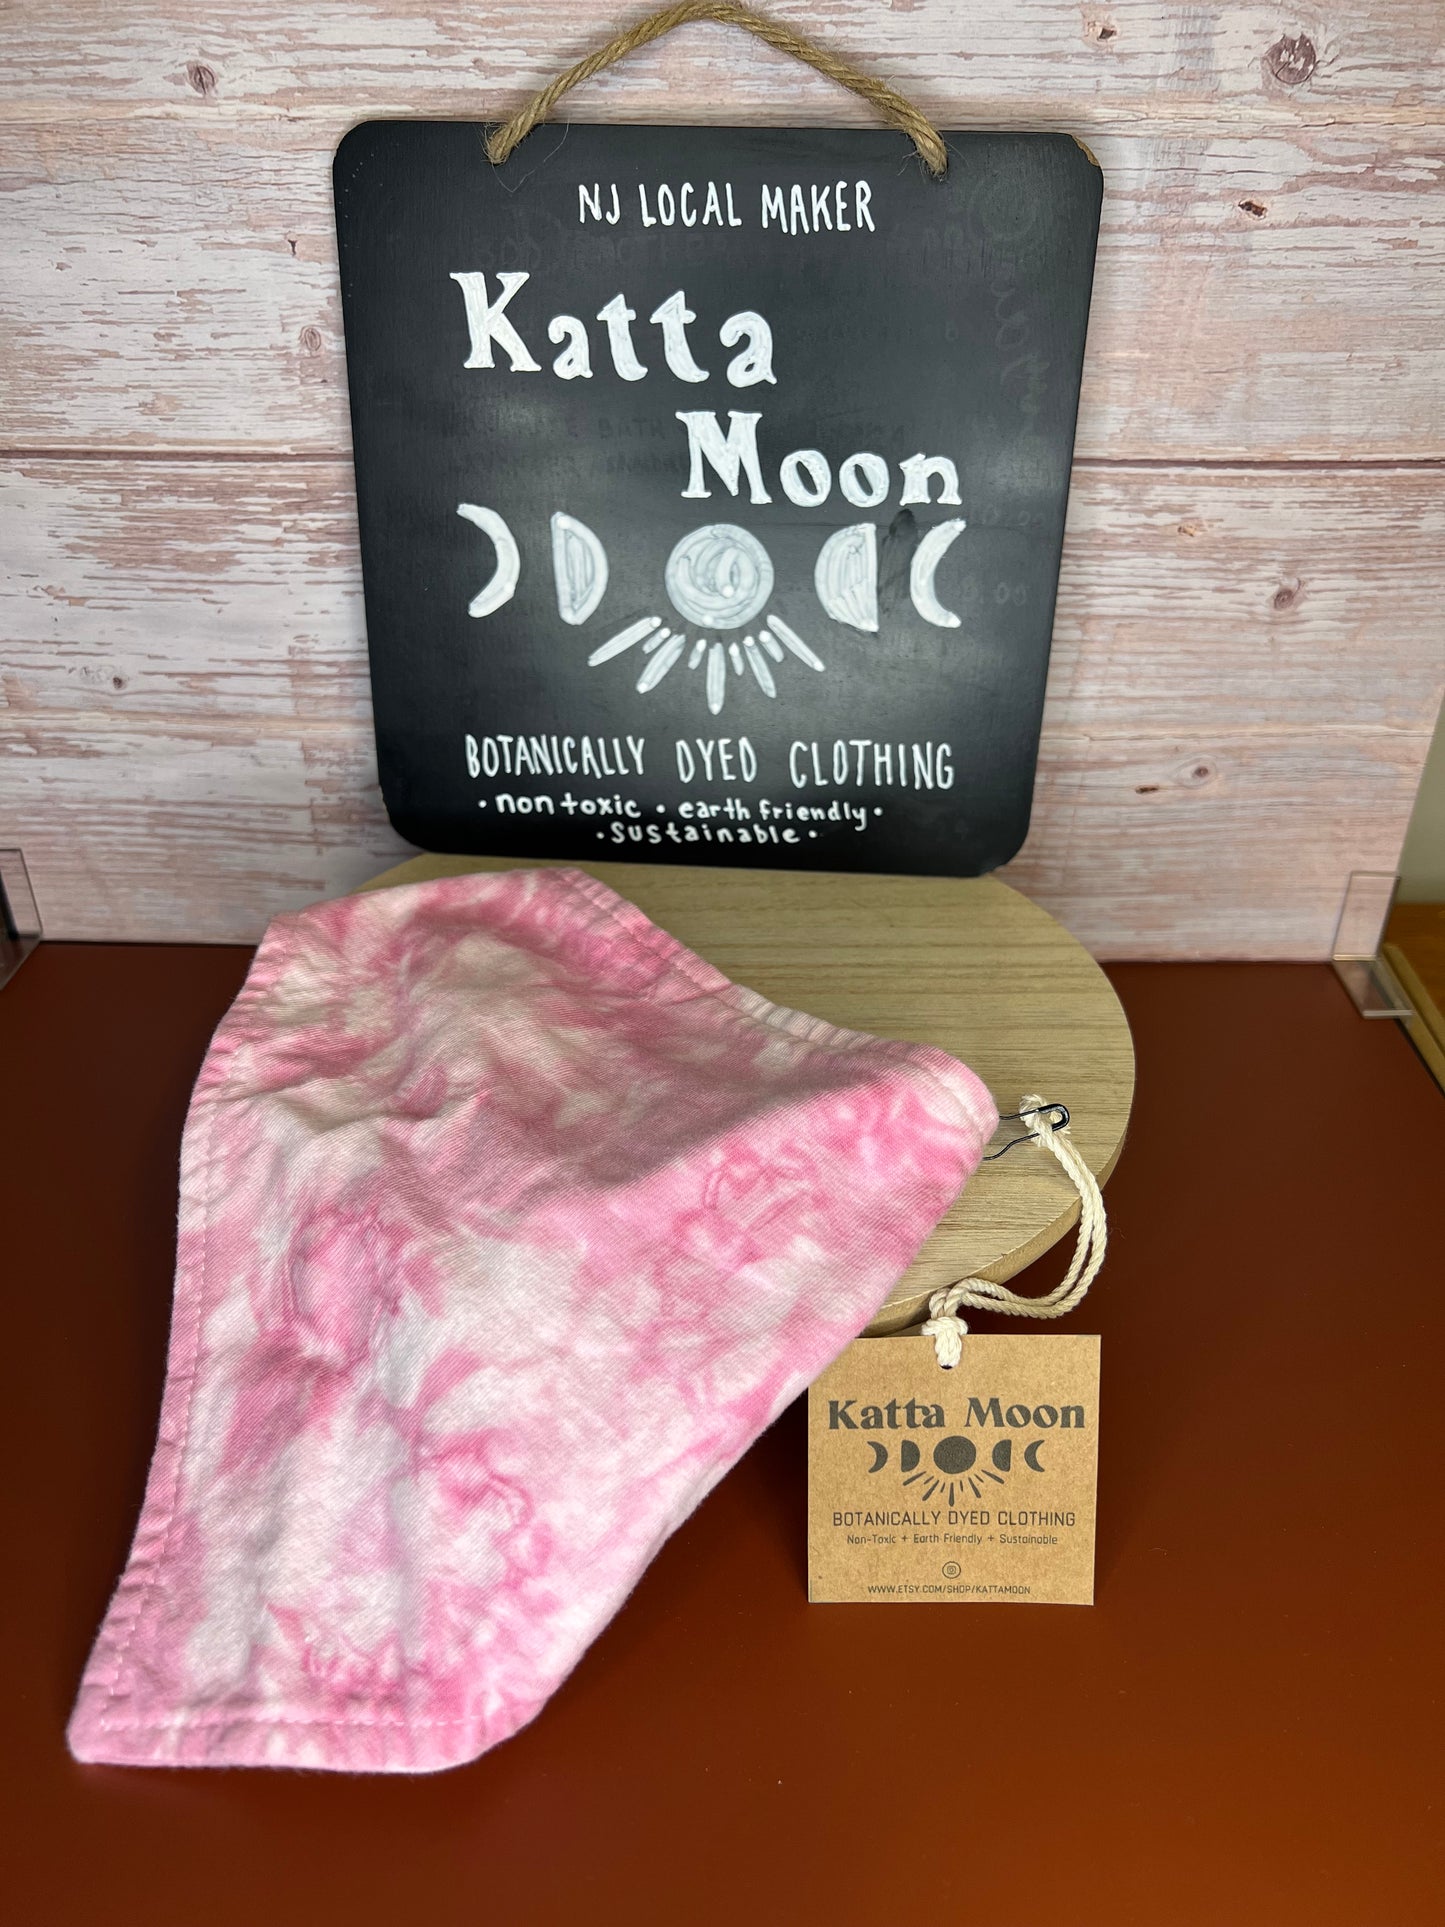 NJ LOCAL MAKER
Katta
Moon
BOTANICALLY DYED CLOTHING
• non toxic • earth friendly •
• sustainable •
Katta Moon
BOTANICALLY DYED CLOTHING
Non-Toxic + Earth Friendly + Sustainable
WWW.ETSY.COM/SHOP/KATTAMOON